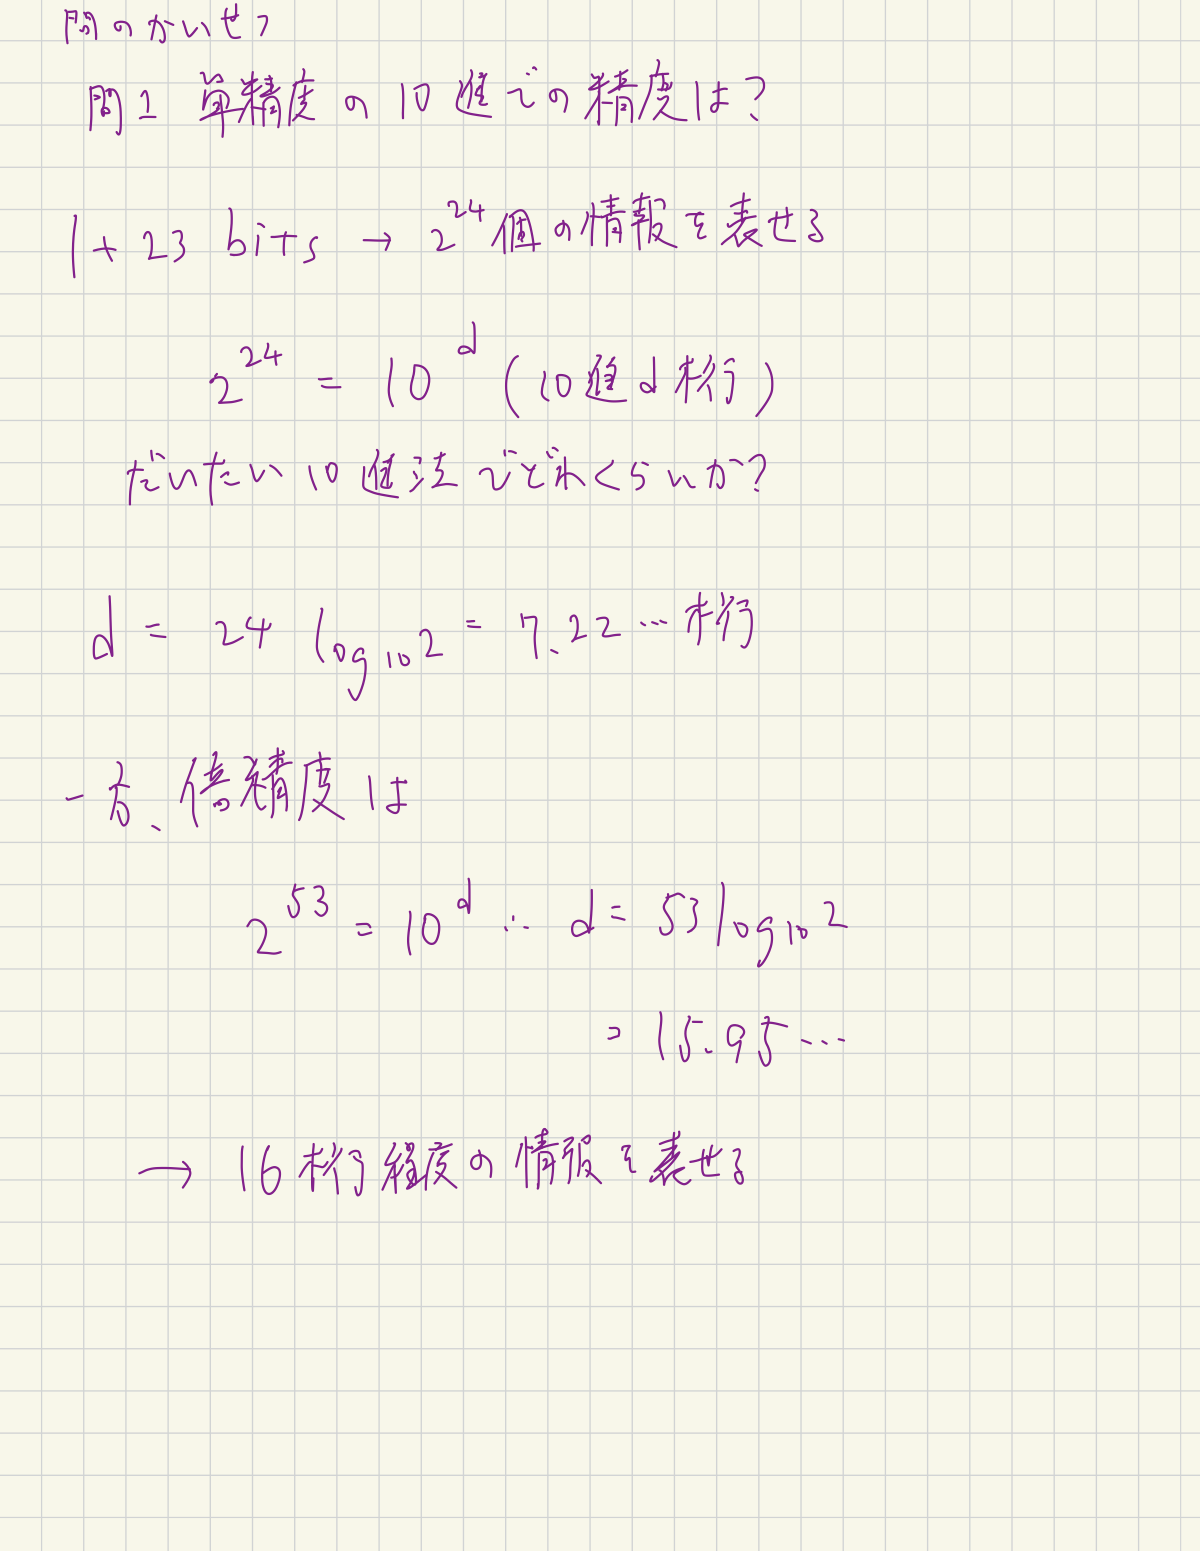 問のかいせつ
問1 単精度の10進での精度は?
1+23 bits → 2^24個の情報を表せる
2^24 = 10^d (10進d桁)
だいたい10進法でどれくらいか?
d = 24 log₁₀2 = 7.22…桁
一方、倍精度は
2^53 = 10^d ∴ d = 53 log₁₀2
= 15.95…
→ 16桁程度の情報を表せる